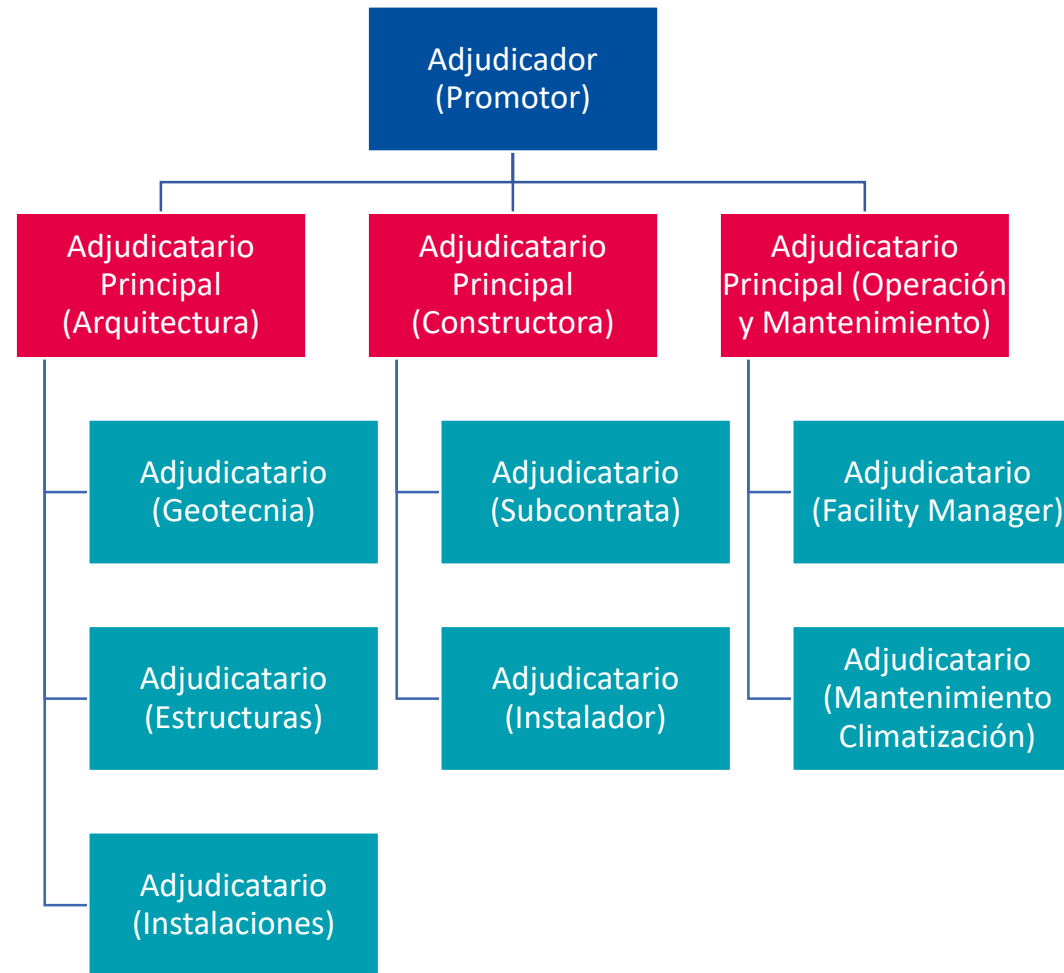 Adjudicador
(Promotor)
Adjudicatario
Principal
(Arquitectura)
Adjudicatario
Principal
(Constructora)
Adjudicatario
Principal (Operación
y Mantenimiento)
Adjudicatario
(Geotecnia)
Adjudicatario
(Subcontrata)
Adjudicatario
(Facility Manager)
Adjudicatario
(Estructuras)
Adjudicatario
(Instalador)
Adjudicatario
(Mantenimiento
Climatización)
Adjudicatario
(Instalaciones)